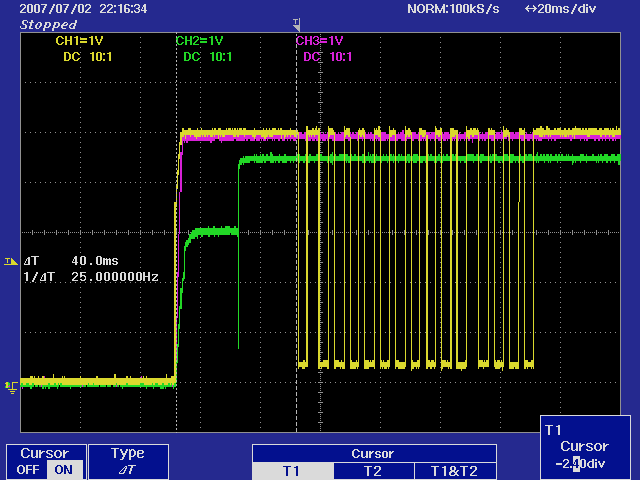 2007/07/02 22:16:34 NORM:100kS/s ↔20ms/div
Stopped
CH1=1V CH2=1V CH3=1V
DC 10:1 DC 10:1 DC 10:1
ΔT 40.0ms
1/ΔT 25.000000Hz
T1
Cursor
-2.40div
Cursor Type Cursor
OFF ON ΔT T1 T2 T1&T2